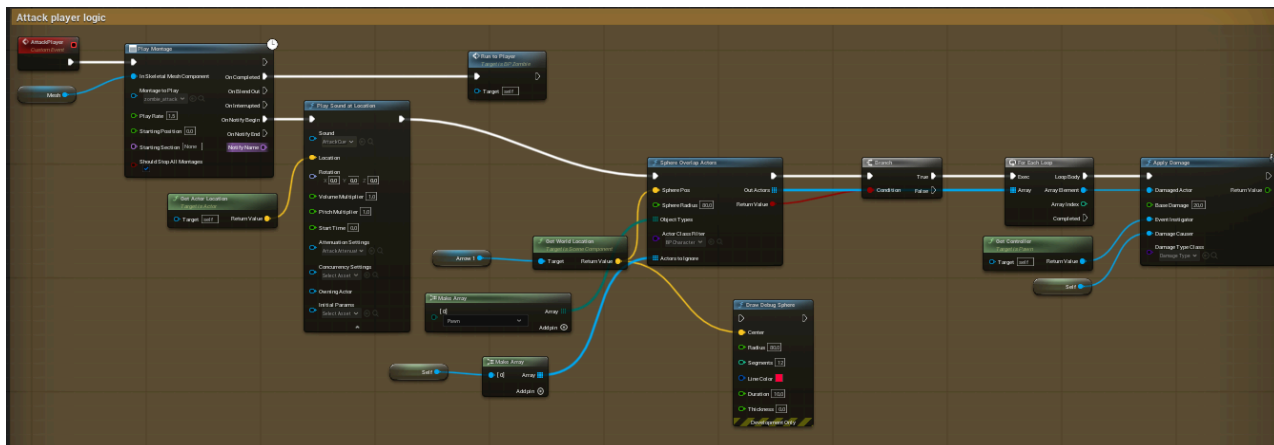 Attack player logic
AttackPlayer
Custom Event
Mesh
Play Montage
In Skeletal Mesh Component
On Completed
Montage to Play
On Blend Out
zombie_attack
On Interrupted
Play Rate 1,5
On Notify Begin
Starting Position 0,0
On Notify End
Starting Section None
Notify Name
Should Stop All Montages
Get Actor Location
Target is Actor
Target self
Return Value
Run to Player
Target is BP Zombie
Target self
Play Sound at Location
Sound
AttackCue
Location
Rotation
X 0,0 Y 0,0 Z 0,0
Volume Multiplier 1,0
Pitch Multiplier 1,0
Start Time 0,0
Attenuation Settings
AttackAttenuat
Concurrency Settings
Select Asset
Owning Actor
Initial Params
Select Asset
Get World Location
Target is Scene Component
Target
Return Value
Make Array
[0]
Array
Pawn
Add pin
Self
Make Array
[0]
Array
Add pin
Sphere Overlap Actors
Sphere Pos
Out Actors
Sphere Radius 80,0
Return Value
Object Types
Actor Class Filter
BP Character
Actors to Ignore
Draw Debug Sphere
Center
Radius 80,0
Segments 12
Line Color
Duration 10,0
Thickness 0,0
Development Only
Branch
True
Condition
False
For Each Loop
Exec
Loop Body
Array
Array Element
Array Index
Completed
Get Controller
Target is Pawn
Target self
Return Value
Self
Apply Damage
Damaged Actor
Return Value
Base Damage 20,0
Event Instigator
Damage Causer
Damage Type Class
Damage Type